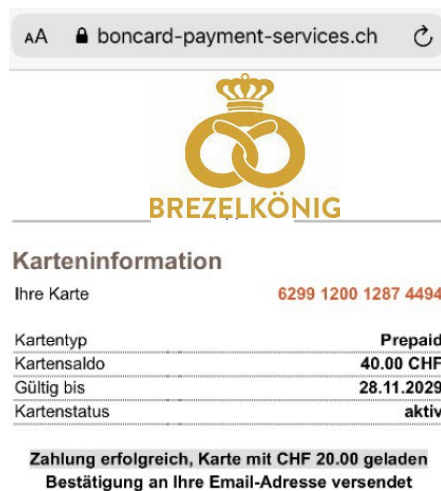 AA boncard-payment-services.ch
BREZELKÖNIG
Karteninformation
Ihre Karte 6299 1200 1287 4494
Kartentyp Prepaid
Kartensaldo 40.00 CHF
Gültig bis 28.11.2029
Kartenstatus aktiv
Zahlung erfolgreich, Karte mit CHF 20.00 geladen
Bestätigung an Ihre Email-Adresse versendet